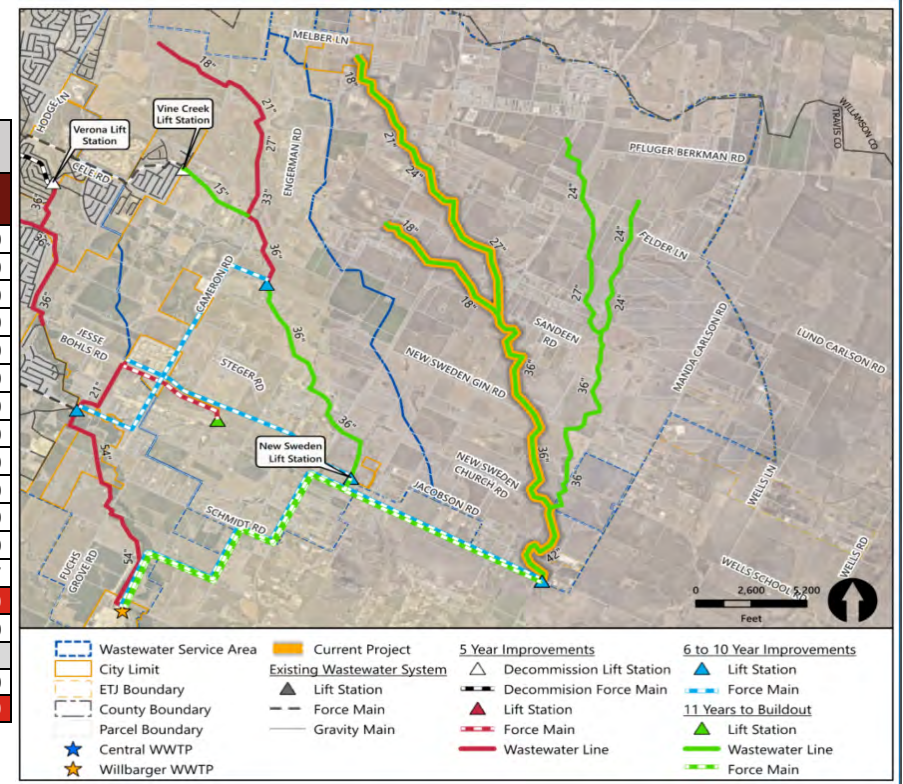 MELBER LN
18"
18"
21"
HODGE LN
Vine Creek
Lift Station
Verona Lift
Station
27"
ENGERMAN RD
21"
WILLIAMSON CO
TRAVIS CO
PFLUGER BERKMAN RD
CELE RD
24"
15"
33"
36"
36"
24"
24"
18"
27"
FELDER LN
36"
CAMERON RD
36"
27"
24"
18"
SANDEEN
RD
MANDA CARLSON RD
LUND CARLSON RD
JESSE
BOHLS RD
36"
STEGER RD
NEW SWEDEN GIN RD
36"
36"
21"
36"
New Sweden
Lift Station
36"
54"
NEW SWEDEN
CHURCH RD
36"
WELLS LN
JACOBSON RD
SCHMIDT RD
FUCHS
GROVE RD
54"
42"
WELLS SCHOOL RD
WELLS RD
0 2,600 5,200
Feet
Wastewater Service Area
City Limit
ETJ Boundary
County Boundary
Parcel Boundary
Central WWTP
Willbarger WWTP
Current Project
Existing Wastewater System
Lift Station
Force Main
Gravity Main
5 Year Improvements
Decommission Lift Station
Decommision Force Main
Lift Station
Force Main
Wastewater Line
6 to 10 Year Improvements
Lift Station
Force Main
11 Years to Buildout
Lift Station
Wastewater Line
Force Main